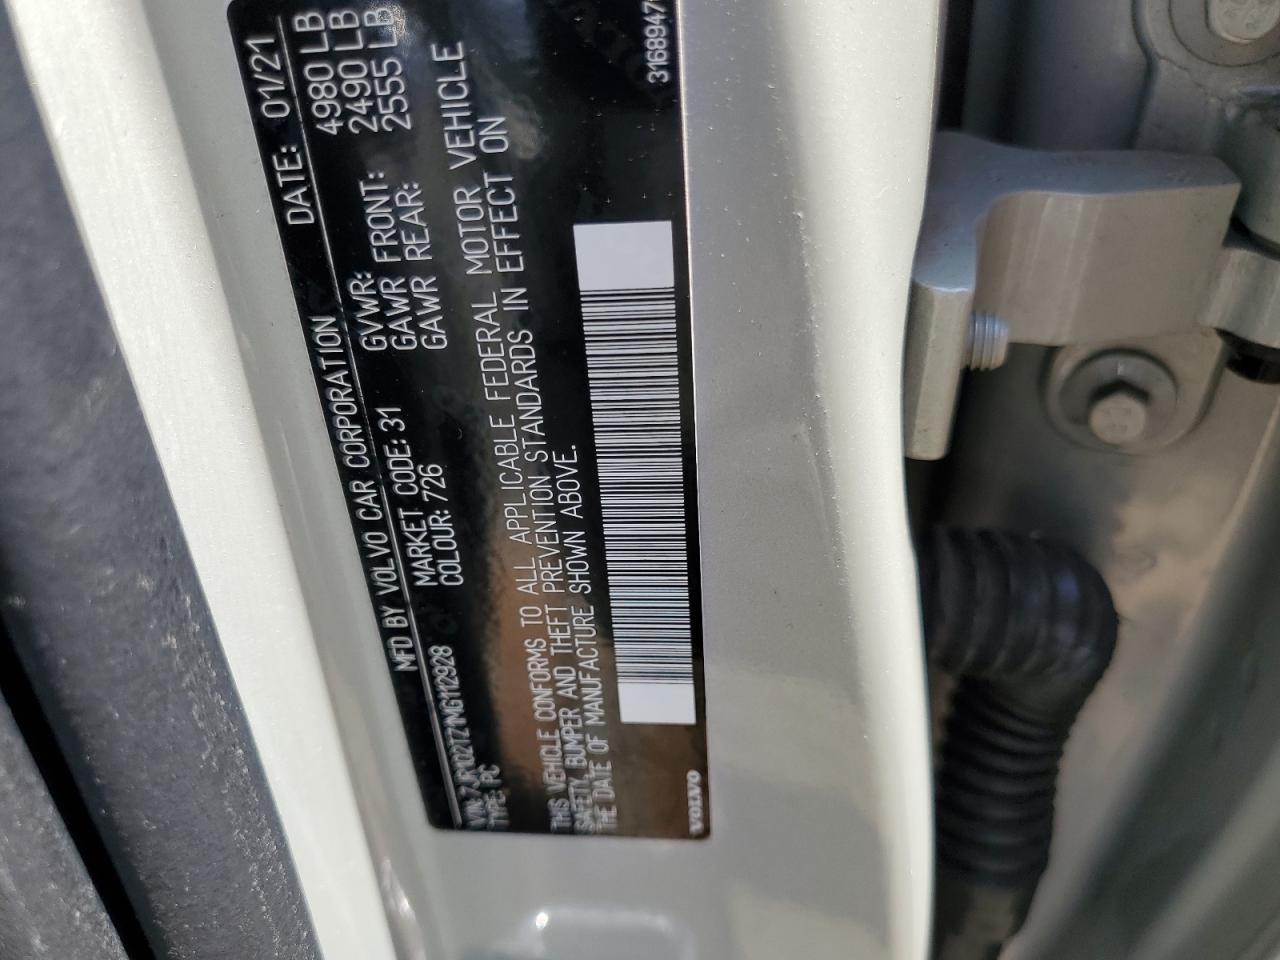 MFD BY VOLVO CAR CORPORATION DATE: 01/21
GVWR: 4980 LB
MARKET CODE: 31 GAWR FRONT: 2490 LB
COLOUR: 726 GAWR REAR: 2555 LB
VIN: 7JR102TZ1MG112928
TYPE: PC
THIS VEHICLE CONFORMS TO ALL APPLICABLE FEDERAL MOTOR VEHICLE
SAFETY, BUMPER AND THEFT PREVENTION STANDARDS IN EFFECT ON
THE DATE OF MANUFACTURE SHOWN ABOVE.
VOLVO
3168947